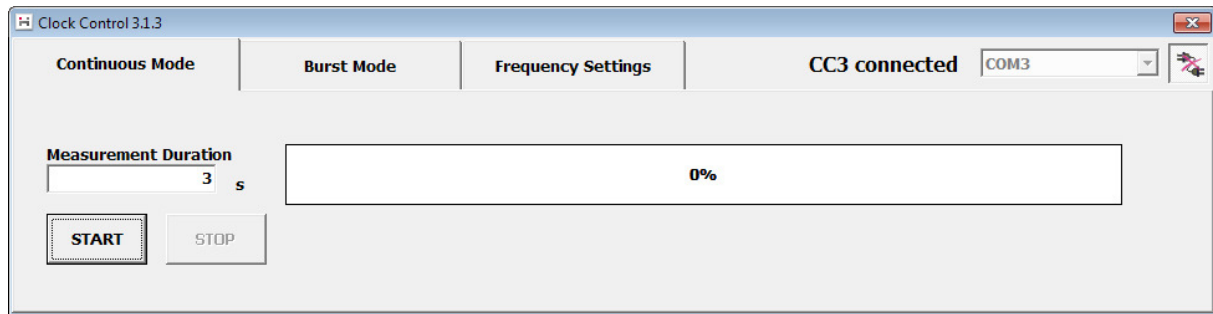 Clock Control 3.1.3
Continuous Mode
Burst Mode
Frequency Settings
CC3 connected
COM3
Measurement Duration
3 s
0%
START
STOP